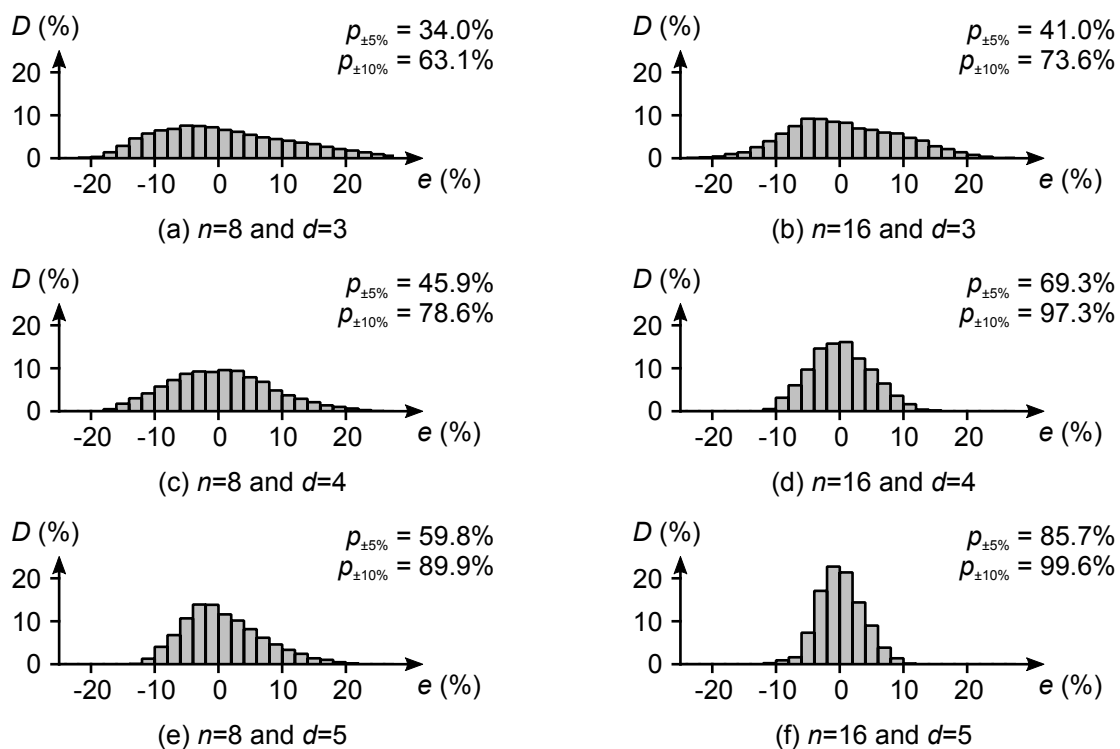 D (%)
p±5% = 34.0%
p±10% = 63.1%
20
10
0
-20 -10 0 10 20 e (%)
(a) n=8 and d=3
D (%)
p±5% = 41.0%
p±10% = 73.6%
20
10
0
-20 -10 0 10 20 e (%)
(b) n=16 and d=3
D (%)
p±5% = 45.9%
p±10% = 78.6%
20
10
0
-20 -10 0 10 20 e (%)
(c) n=8 and d=4
D (%)
p±5% = 69.3%
p±10% = 97.3%
20
10
0
-20 -10 0 10 20 e (%)
(d) n=16 and d=4
D (%)
p±5% = 59.8%
p±10% = 89.9%
20
10
0
-20 -10 0 10 20 e (%)
(e) n=8 and d=5
D (%)
p±5% = 85.7%
p±10% = 99.6%
20
10
0
-20 -10 0 10 20 e (%)
(f) n=16 and d=5